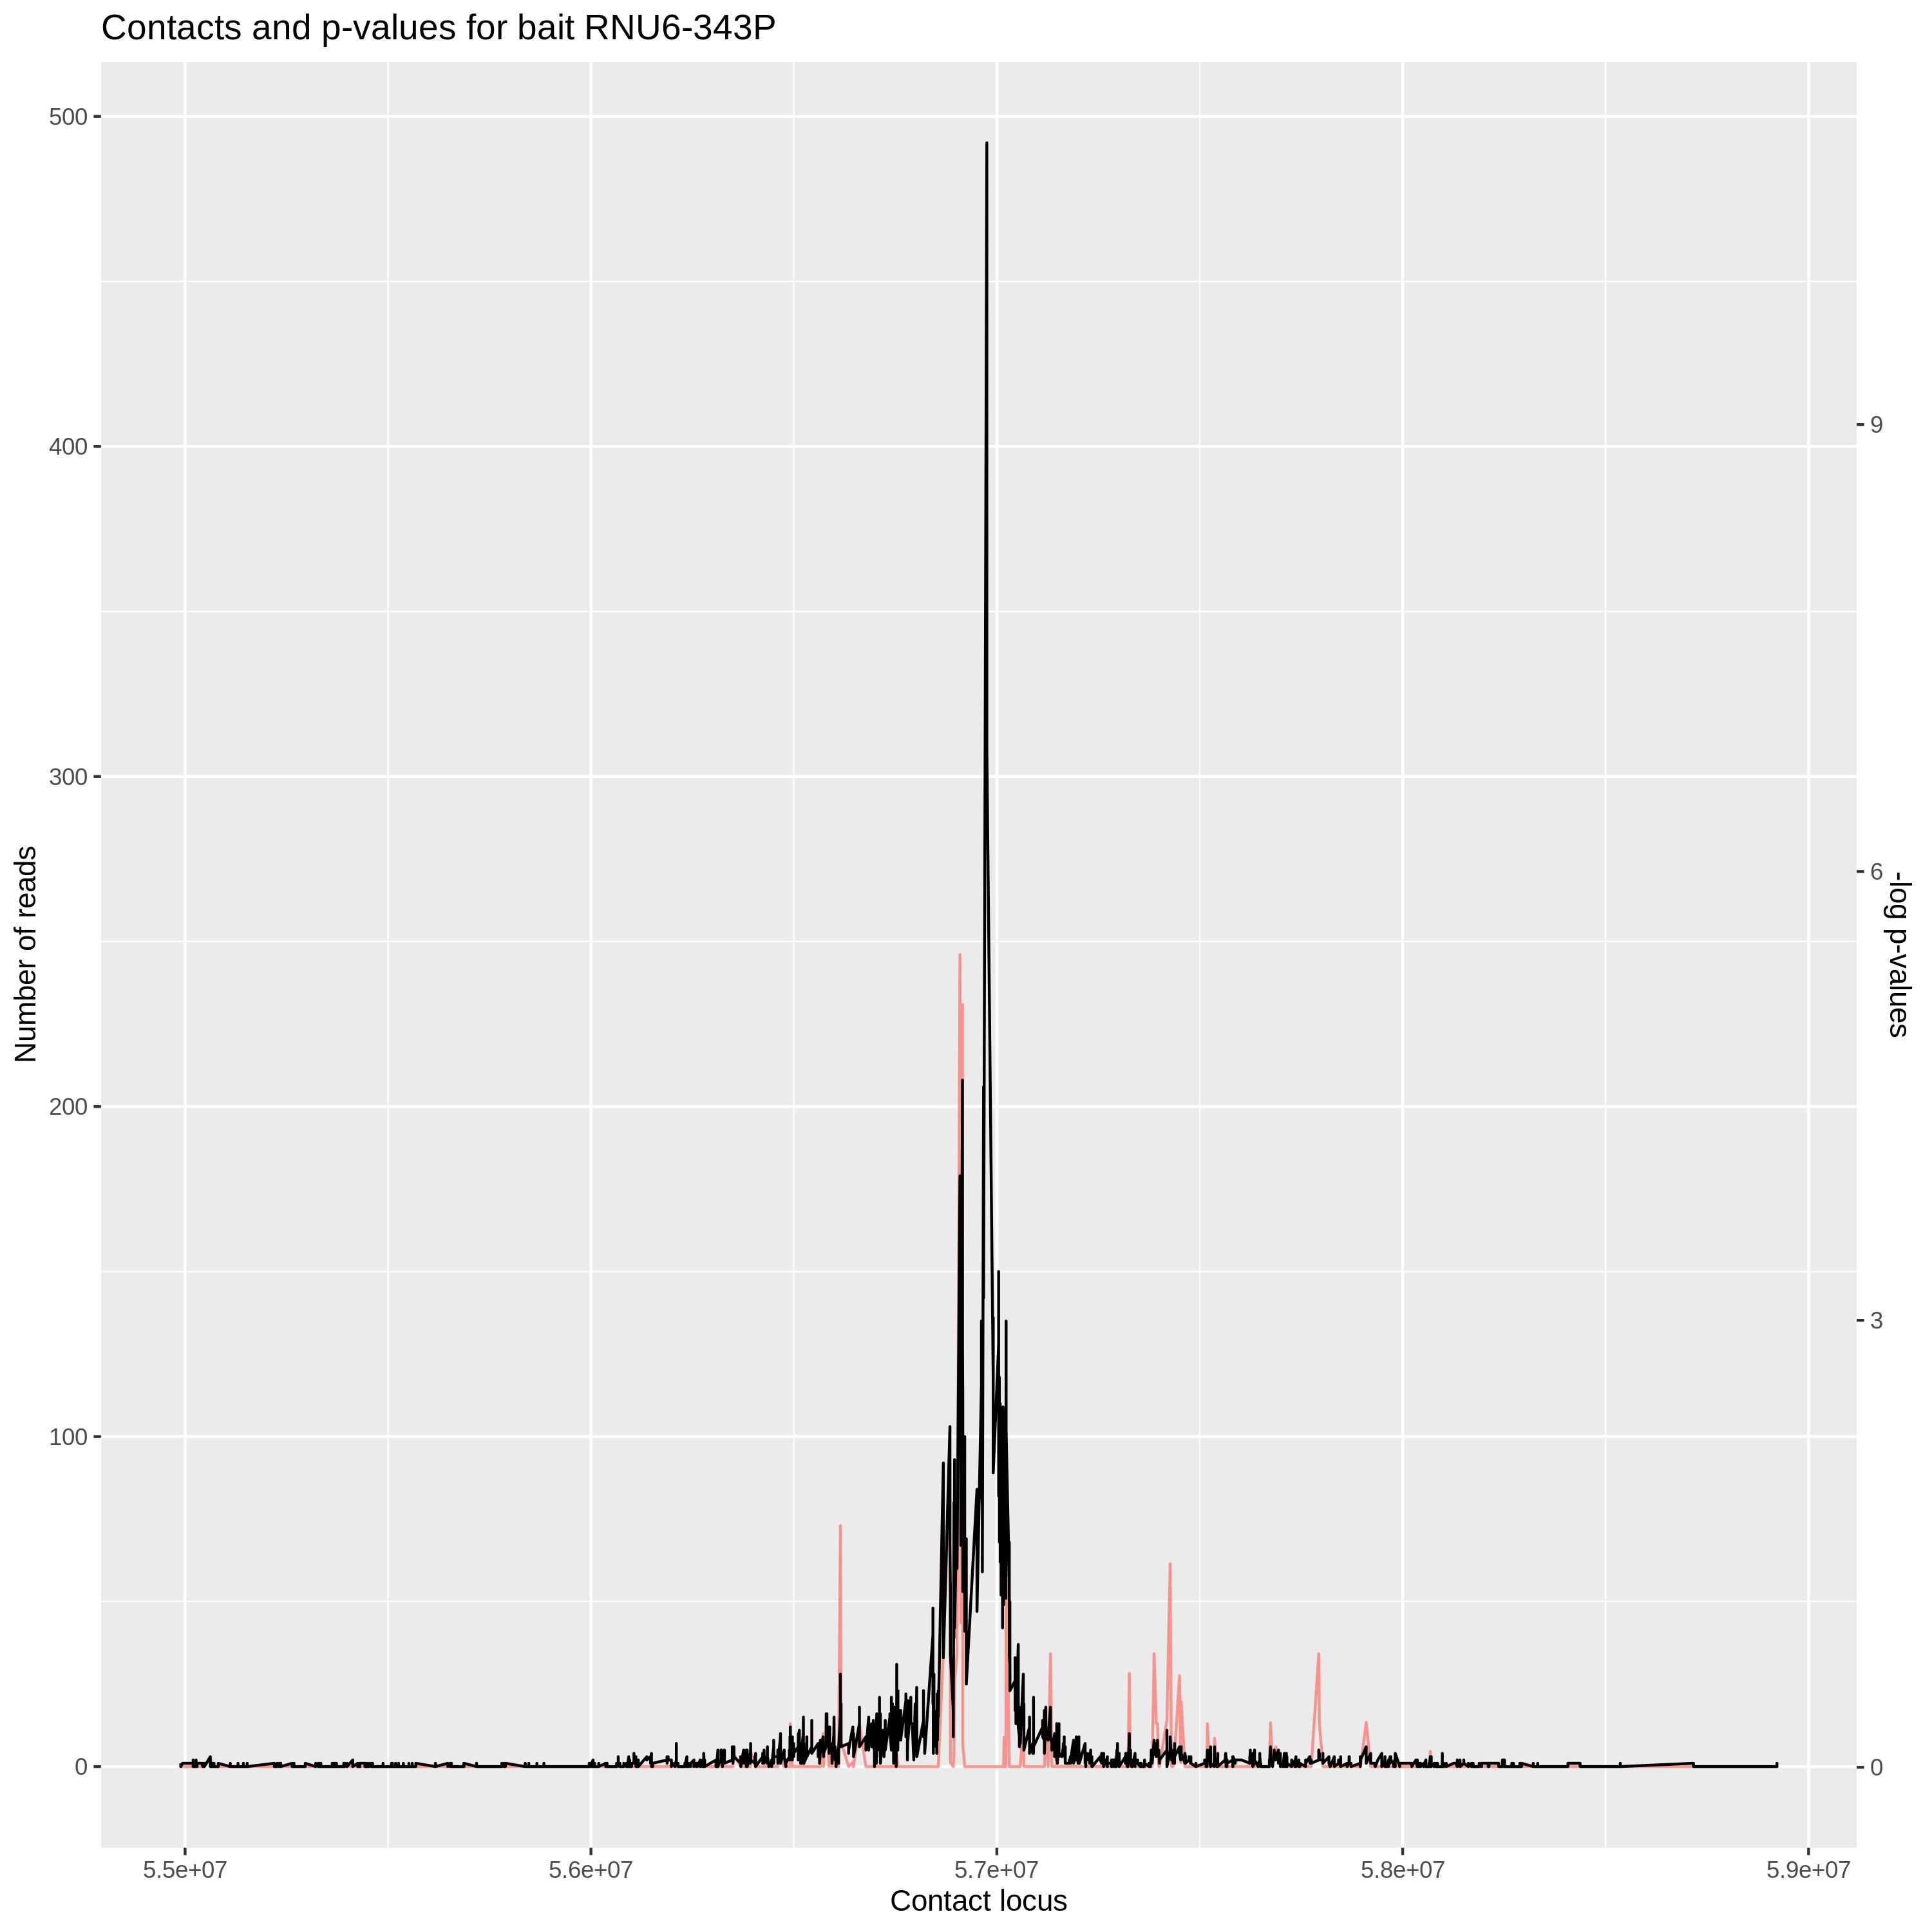 Contacts and p-values for bait RNU6-343P
500
400
300
200
100
0
Number of reads
9
6
3
0
-log p-values
5.5e+07
5.6e+07
5.7e+07
5.8e+07
5.9e+07
Contact locus